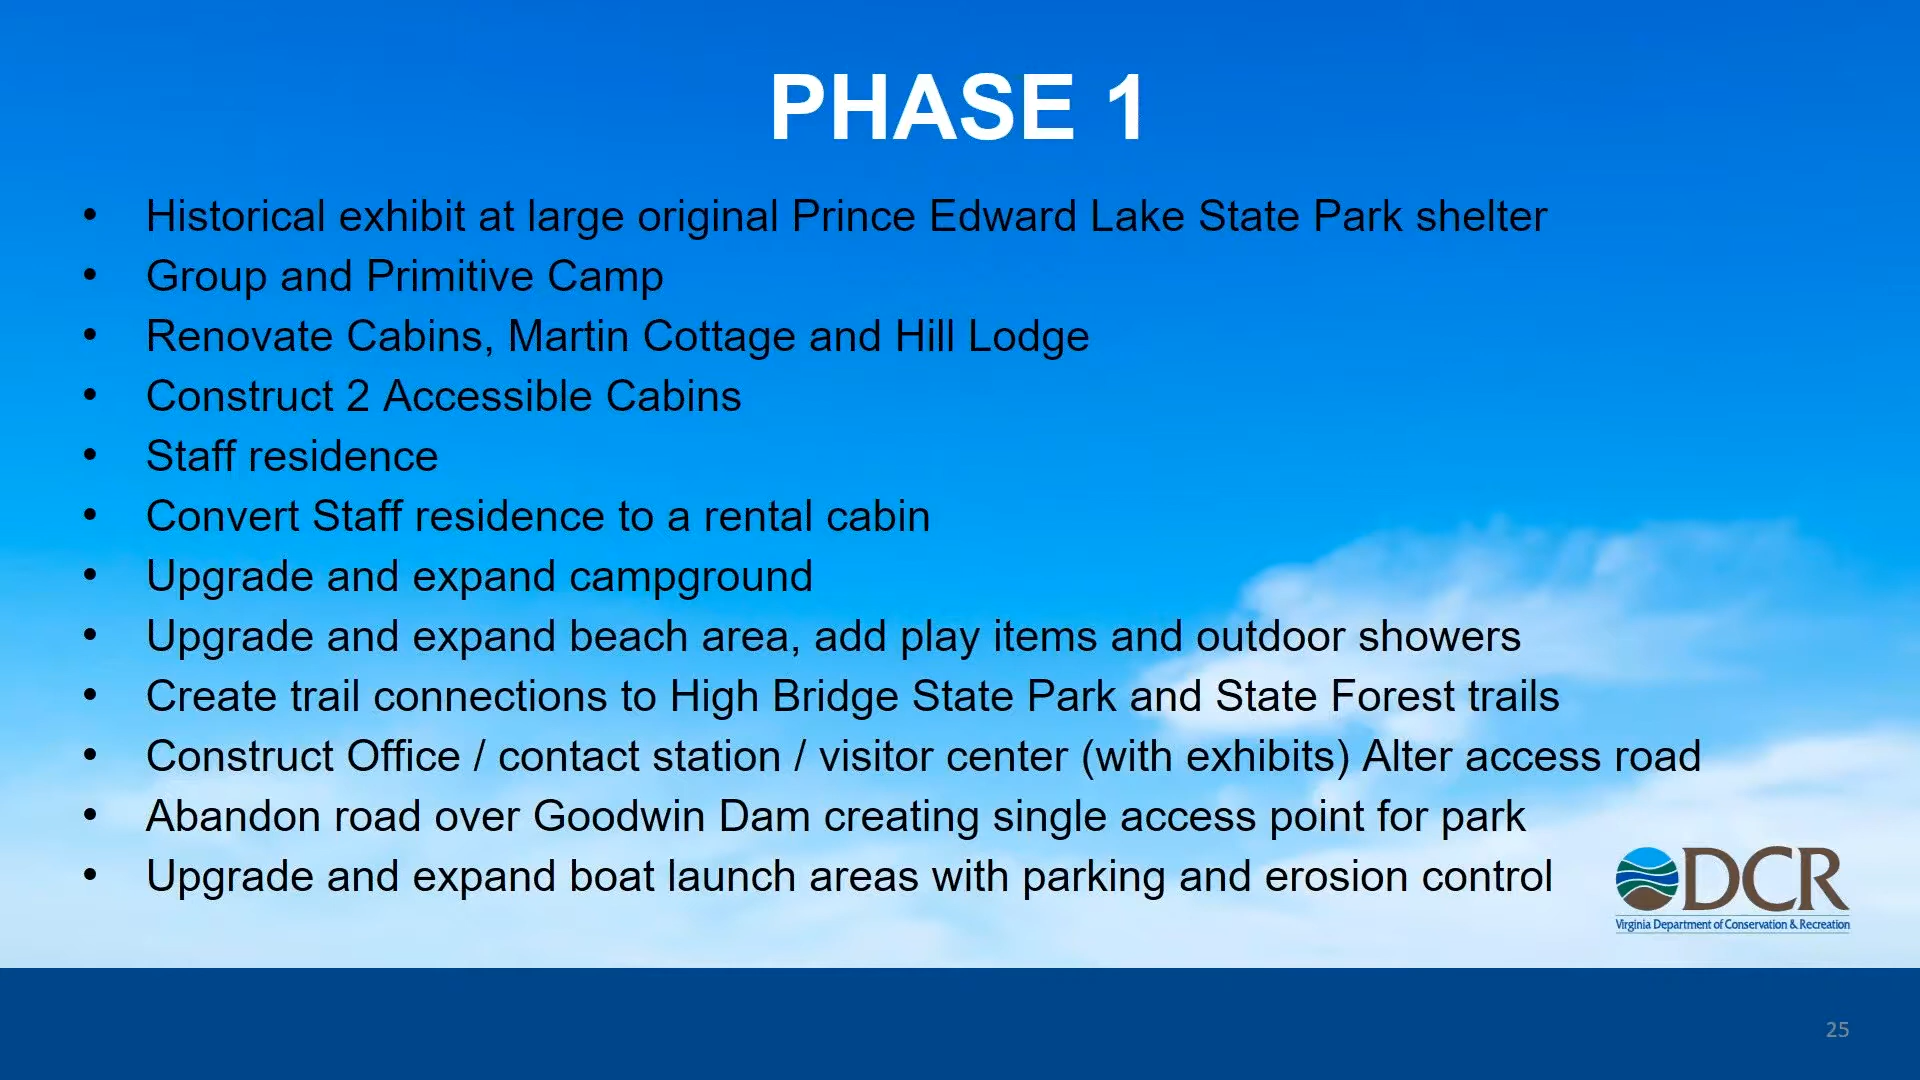 PHASE 1
• Historical exhibit at large original Prince Edward Lake State Park shelter
• Group and Primitive Camp
• Renovate Cabins, Martin Cottage and Hill Lodge
• Construct 2 Accessible Cabins
• Staff residence
• Convert Staff residence to a rental cabin
• Upgrade and expand campground
• Upgrade and expand beach area, add play items and outdoor showers
• Create trail connections to High Bridge State Park and State Forest trails
• Construct Office / contact station / visitor center (with exhibits) Alter access road
• Abandon road over Goodwin Dam creating single access point for park
• Upgrade and expand boat launch areas with parking and erosion control
DCR
Virginia Department of Conservation & Recreation
25